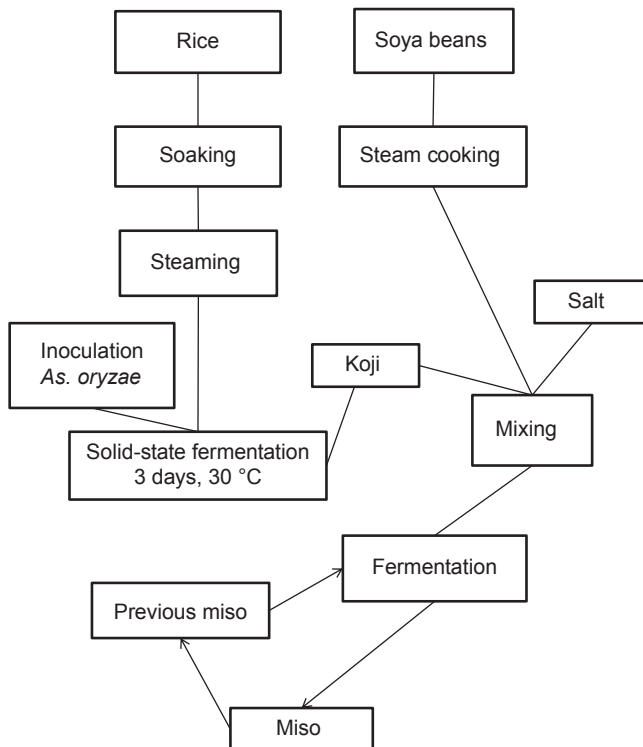 Rice
Soya beans
Soaking
Steam cooking
Steaming
Salt
Inoculation
As. oryzae
Koji
Mixing
Solid-state fermentation
3 days, 30 °C
Fermentation
Previous miso
Miso